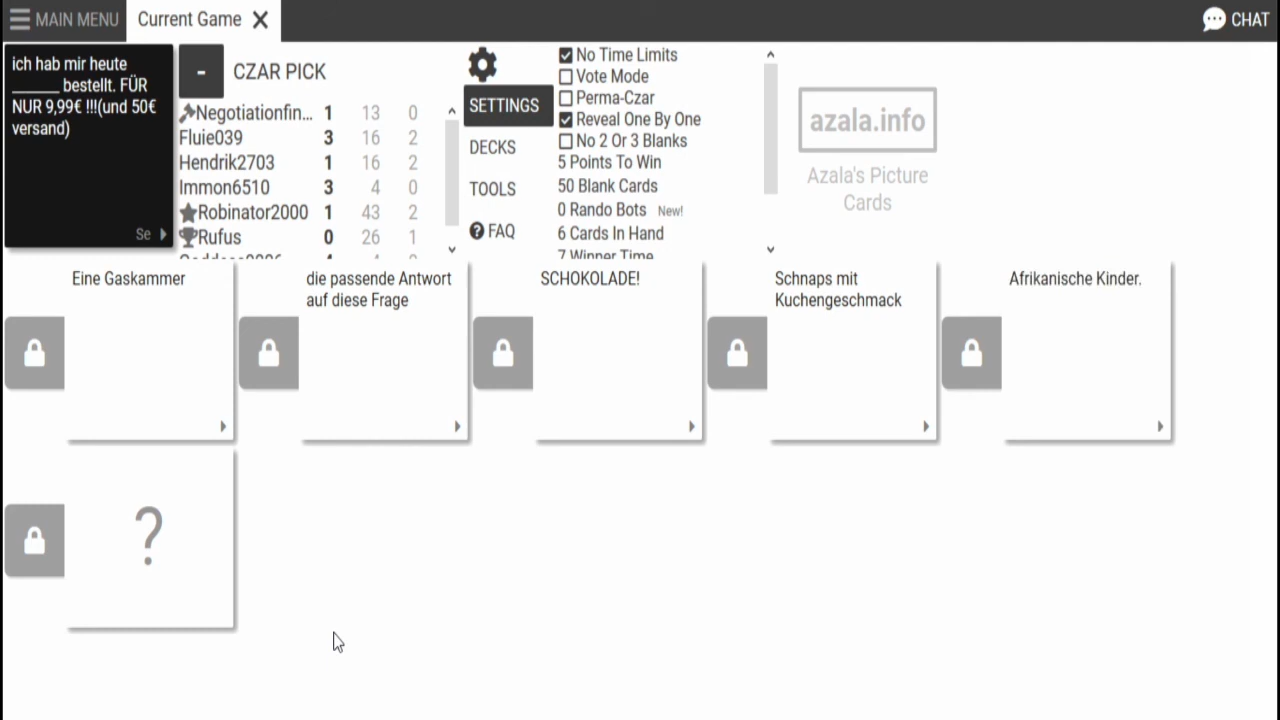 MAIN MENU
Current Game
CHAT
ich hab mir heute
______ bestellt. FÜR
NUR 9,99€ !!!(und 50€
versand)
Se
-
CZAR PICK
Negotiationfin... 1 13 0
Fluie039 3 16 2
Hendrik2703 1 16 2
Immon6510 3 4 0
Robinator2000 1 43 2
Rufus 0 26 1
SETTINGS
DECKS
TOOLS
? FAQ
No Time Limits
Vote Mode
Perma-Czar
Reveal One By One
No 2 Or 3 Blanks
5 Points To Win
50 Blank Cards
0 Rando Bots New!
6 Cards In Hand
7 Winner Time
azala.info
Azala's Picture
Cards
Eine Gaskammer
die passende Antwort
auf diese Frage
SCHOKOLADE!
Schnaps mit
Kuchengeschmack
Afrikanische Kinder.
?